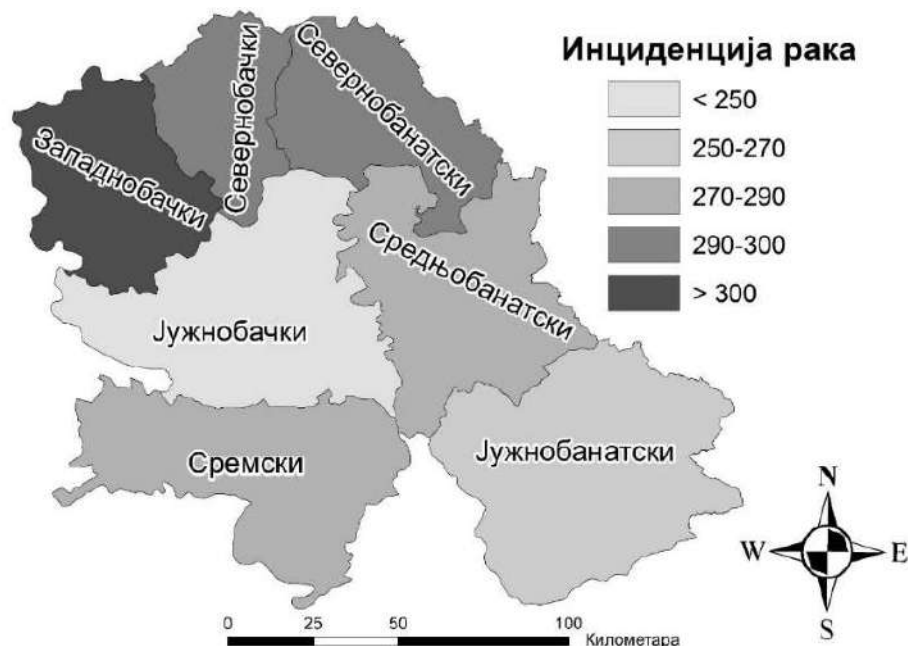 Инциденција рака
< 250
250-270
270-290
290-300
> 300
Западнобачки
Севернобачки
Севернобанатски
Средњобанатски
Јужнобачки
Сремски
Јужнобанатски
N
W E
S
0 25 50 100
Километара